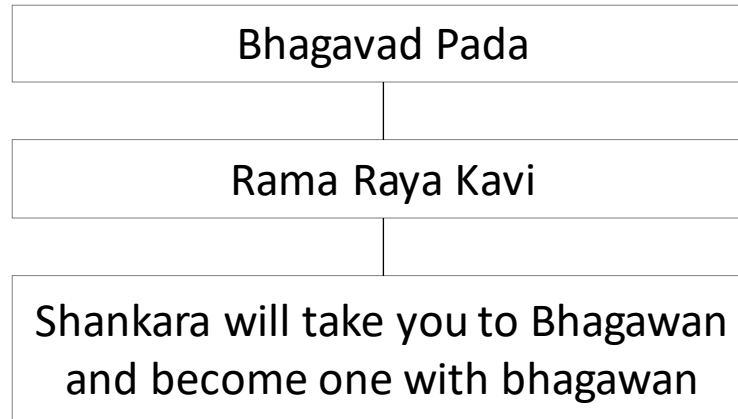 Bhagavad Pada
Rama Raya Kavi
Shankara will take you to Bhagawan
and become one with bhagawan